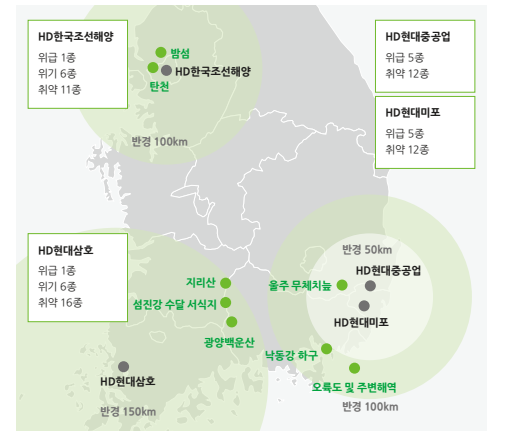 HD한국조선해양
위급 1종
위기 6종
취약 11종
밤섬
HD한국조선해양
탄천
반경 100km
HD현대중공업
위급 5종
취약 12종
HD현대미포
위급 5종
취약 12종
HD현대삼호
위급 1종
위기 6종
취약 16종
지리산
섬진강 수달 서식지
광양백운산
HD현대삼호
반경 150km
반경 50km
HD현대중공업
울주 무제치늪
HD현대미포
낙동강 하구
오륙도 및 주변해역
반경 100km